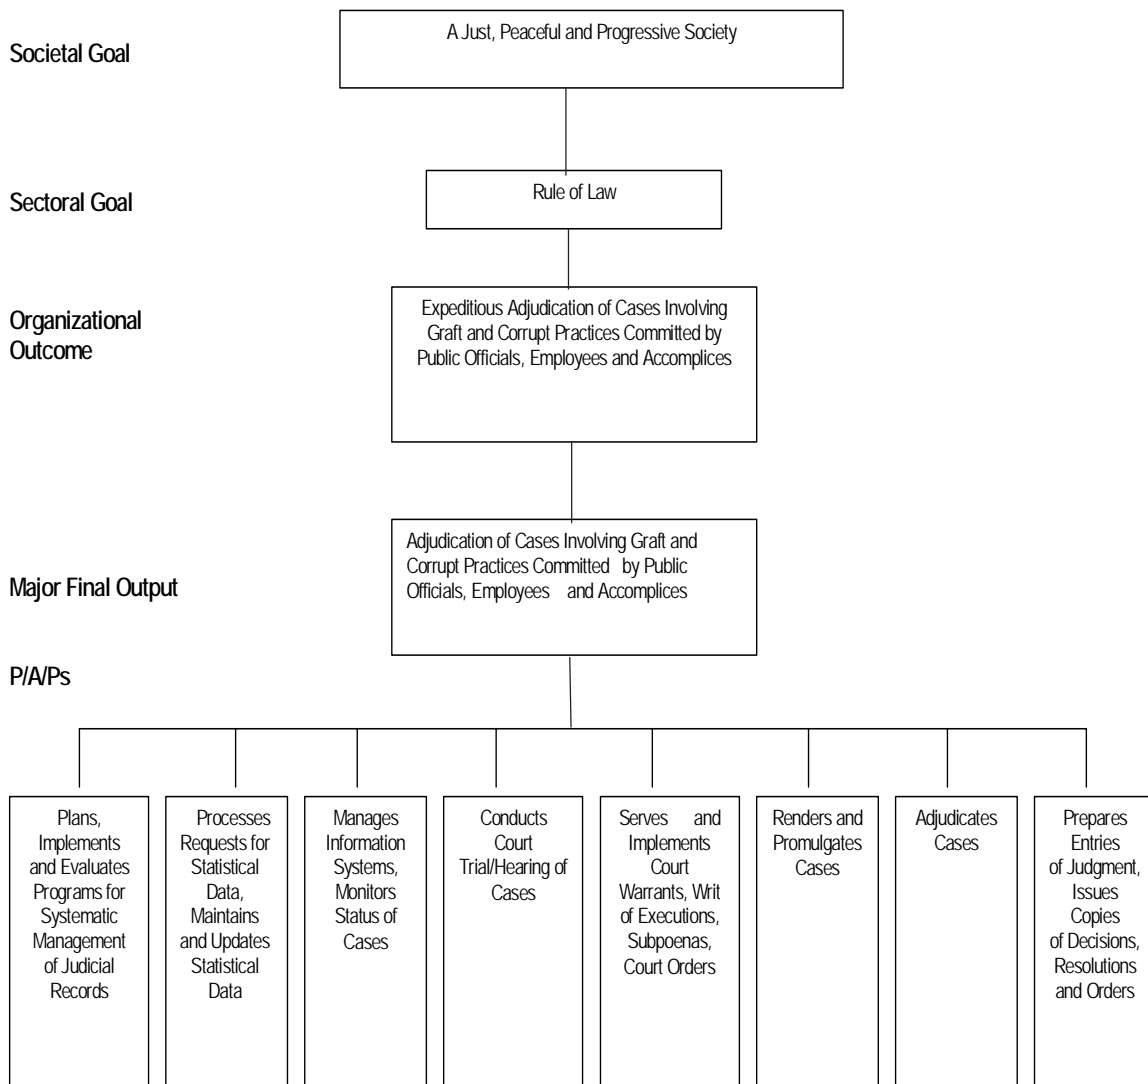 Societal Goal
A Just, Peaceful and Progressive Society
Sectoral Goal
Rule of Law
Organizational
Outcome
Expeditious Adjudication of Cases Involving
Graft and Corrupt Practices Committed by
Public Officials, Employees and Accomplices
Major Final Output
Adjudication of Cases Involving Graft and
Corrupt Practices Committed by Public
Officials, Employees and Accomplices
P/A/Ps
Plans,
Implements
and Evaluates
Programs for
Systematic
Management
of Judicial
Records
Processes
Requests for
Statistical
Data,
Maintains
and Updates
Statistical
Data
Manages
Information
Systems,
Monitors
Status of
Cases
Conducts
Court
Trial/Hearing of
Cases
Serves and
Implements
Court
Warrants, Writ
of Executions,
Subpoenas,
Court Orders
Renders and
Promulgates
Cases
Adjudicates
Cases
Prepares
Entries
of Judgment,
Issues
Copies
of Decisions,
Resolutions
and Orders